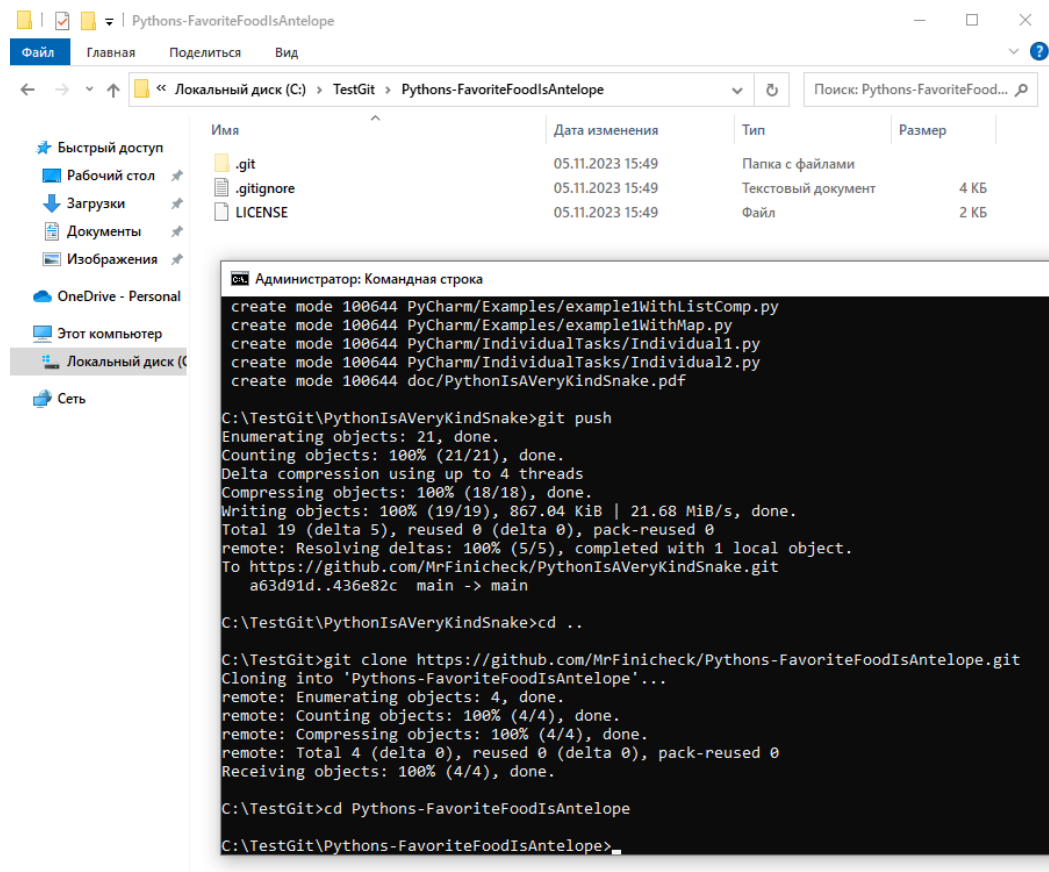 Pythons-FavoriteFoodIsAntelope
Файл Главная Поделиться Вид
« Локальный диск (C:) › TestGit › Pythons-FavoriteFoodIsAntelope Поиск: Pythons-FavoriteFood...
Имя Дата изменения Тип Размер
Быстрый доступ
Рабочий стол
Загрузки
Документы
Изображения
OneDrive - Personal
Этот компьютер
Локальный диск (C
Сеть
.git 05.11.2023 15:49 Папка с файлами
.gitignore 05.11.2023 15:49 Текстовый документ 4 КБ
LICENSE 05.11.2023 15:49 Файл 2 КБ
Администратор: Командная строка
create mode 100644 PyCharm/Examples/example1WithListComp.py
create mode 100644 PyCharm/Examples/example1WithMap.py
create mode 100644 PyCharm/IndividualTasks/Individual1.py
create mode 100644 PyCharm/IndividualTasks/Individual2.py
create mode 100644 doc/PythonIsAVeryKindSnake.pdf
C:\TestGit\PythonIsAVeryKindSnake>git push
Enumerating objects: 21, done.
Counting objects: 100% (21/21), done.
Delta compression using up to 4 threads
Compressing objects: 100% (18/18), done.
Writing objects: 100% (19/19), 867.04 KiB | 21.68 MiB/s, done.
Total 19 (delta 5), reused 0 (delta 0), pack-reused 0
remote: Resolving deltas: 100% (5/5), completed with 1 local object.
To https://github.com/MrFinicheck/PythonIsAVeryKindSnake.git
a63d91d..436e82c main -> main
C:\TestGit\PythonIsAVeryKindSnake>cd ..
C:\TestGit>git clone https://github.com/MrFinicheck/Pythons-FavoriteFoodIsAntelope.git
Cloning into 'Pythons-FavoriteFoodIsAntelope'...
remote: Enumerating objects: 4, done.
remote: Counting objects: 100% (4/4), done.
remote: Compressing objects: 100% (4/4), done.
remote: Total 4 (delta 0), reused 0 (delta 0), pack-reused 0
Receiving objects: 100% (4/4), done.
C:\TestGit>cd Pythons-FavoriteFoodIsAntelope
C:\TestGit\Pythons-FavoriteFoodIsAntelope>